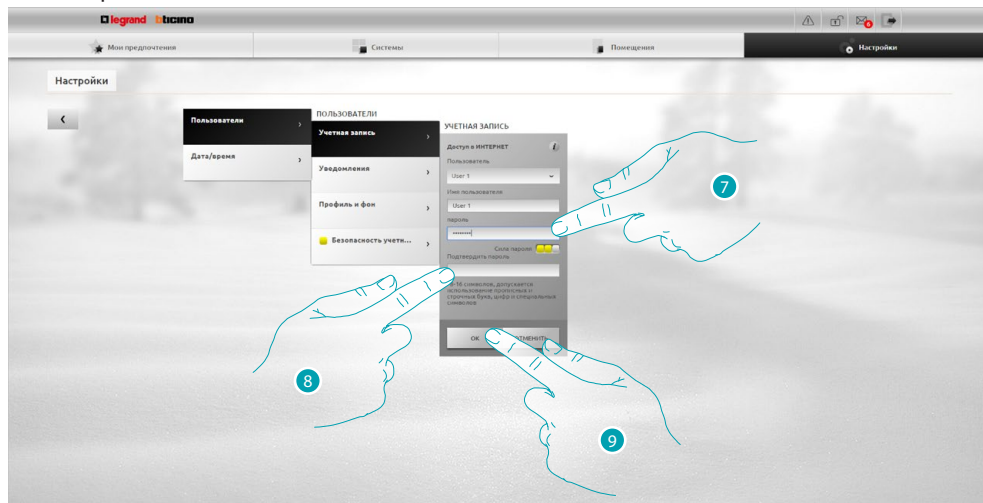 legrand bticino
6
Мои предпочтения
Системы
Помещения
Настройки
Настройки
Пользователи
Дата/время
ПОЛЬЗОВАТЕЛИ
Учетная запись
Уведомления
Профиль и фон
Безопасность учетн...
УЧЕТНАЯ ЗАПИСЬ
Доступ в ИНТЕРНЕТ
i
Пользователь
User 1
Имя пользователя
User 1
пароль
••••••••
Сила пароля
Подтвердить пароль
символов, допускается
использование прописных и
строчных букв, цифр и специальных
символов
OK
7
8
9